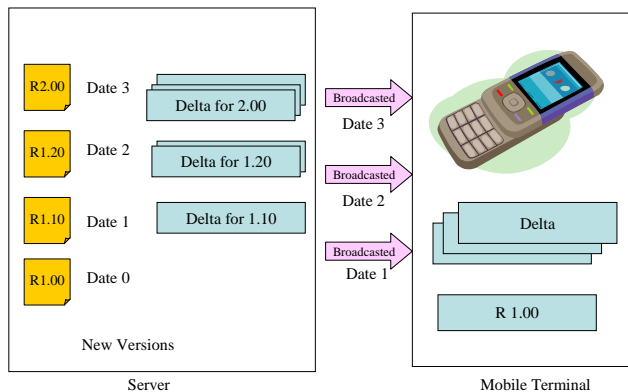 R2.00 Date 3 Delta for 2.00
R1.20 Date 2 Delta for 1.20
R1.10 Date 1 Delta for 1.10
R1.00 Date 0
New Versions
Server
Broadcasted
Date 3
Broadcasted
Date 2
Broadcasted
Date 1
Delta
R 1.00
Mobile Terminal